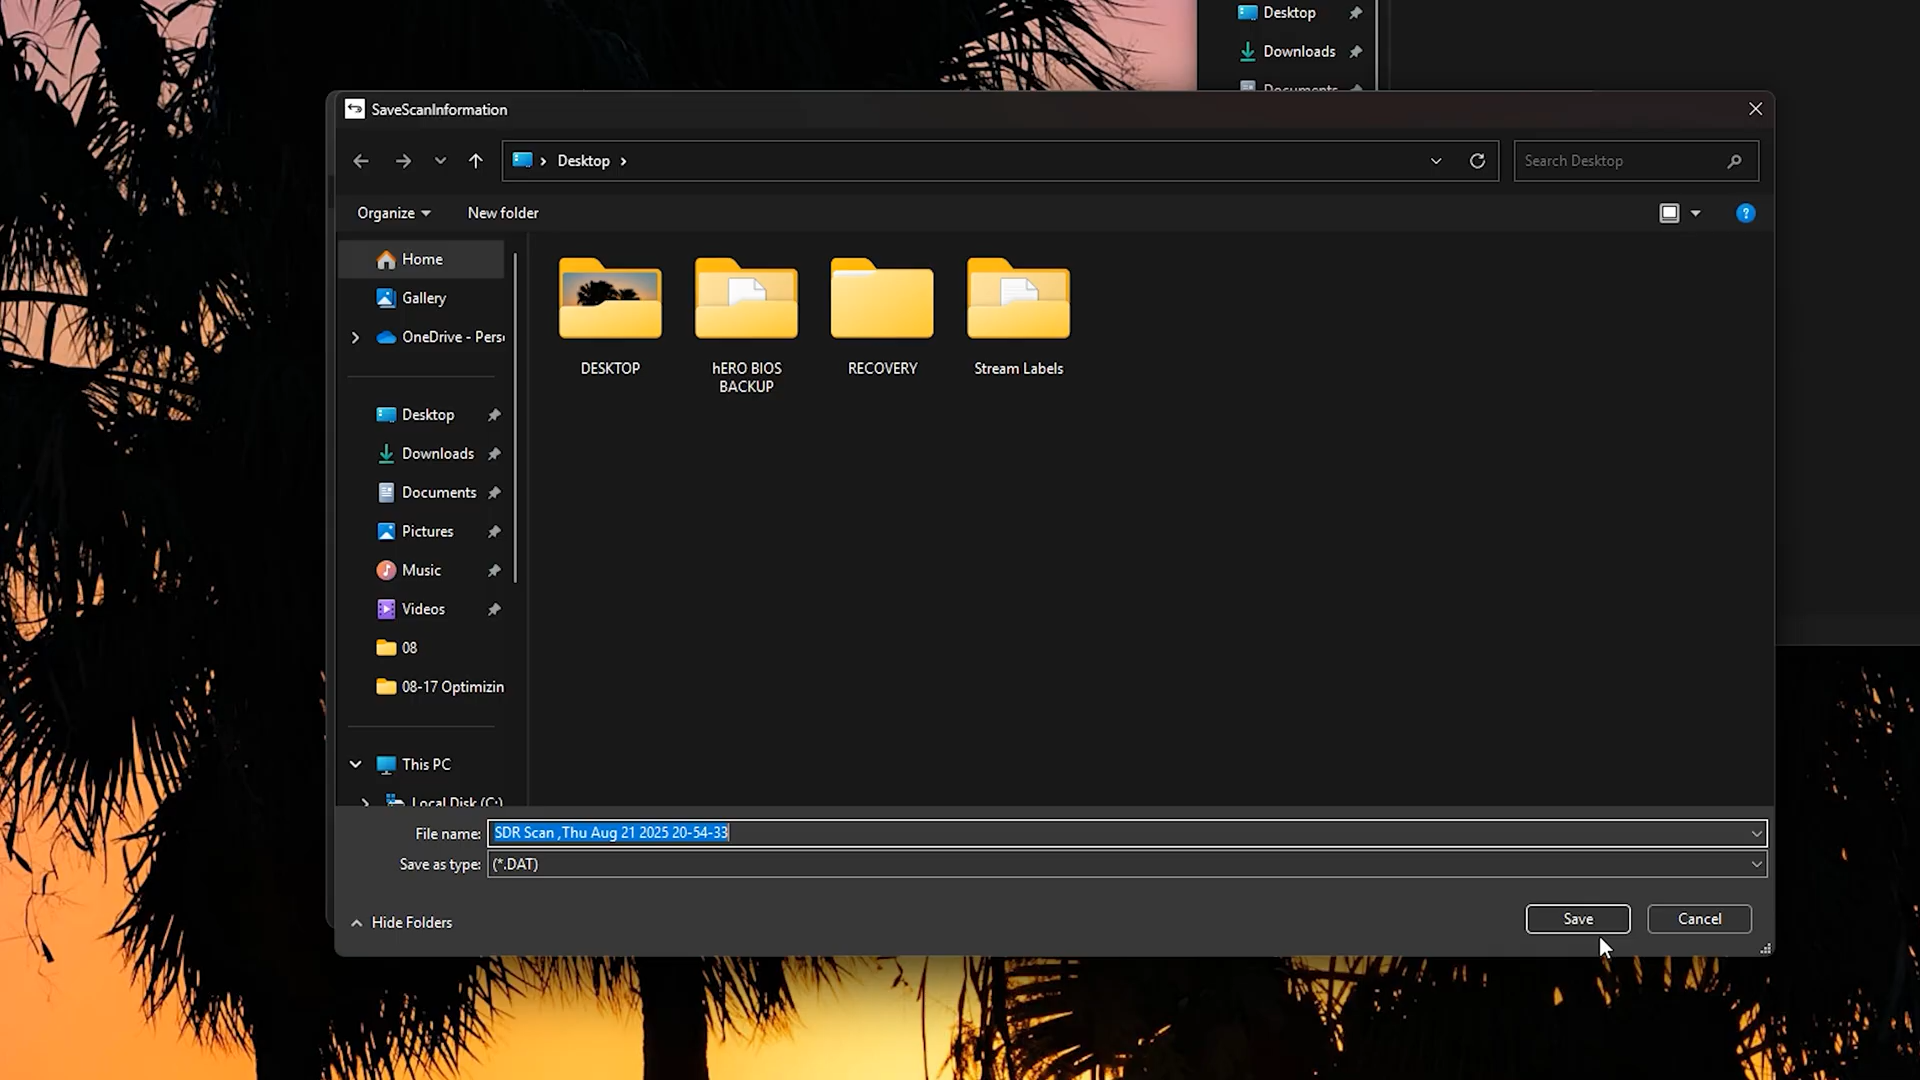 Desktop
Downloads
Documents
SaveScanInformation
Desktop
Search Desktop
Organize
New folder
?
Home
Gallery
OneDrive - Pers
Desktop
Downloads
Documents
Pictures
Music
Videos
08
08-17 Optimizin
This PC
Local Disk (C:)
DESKTOP
hERO BIOS
BACKUP
RECOVERY
Stream Labels
File name: SDR Scan ,Thu Aug 21 2025 20-54-33
Save as type: (*.DAT)
Hide Folders
Save
Cancel